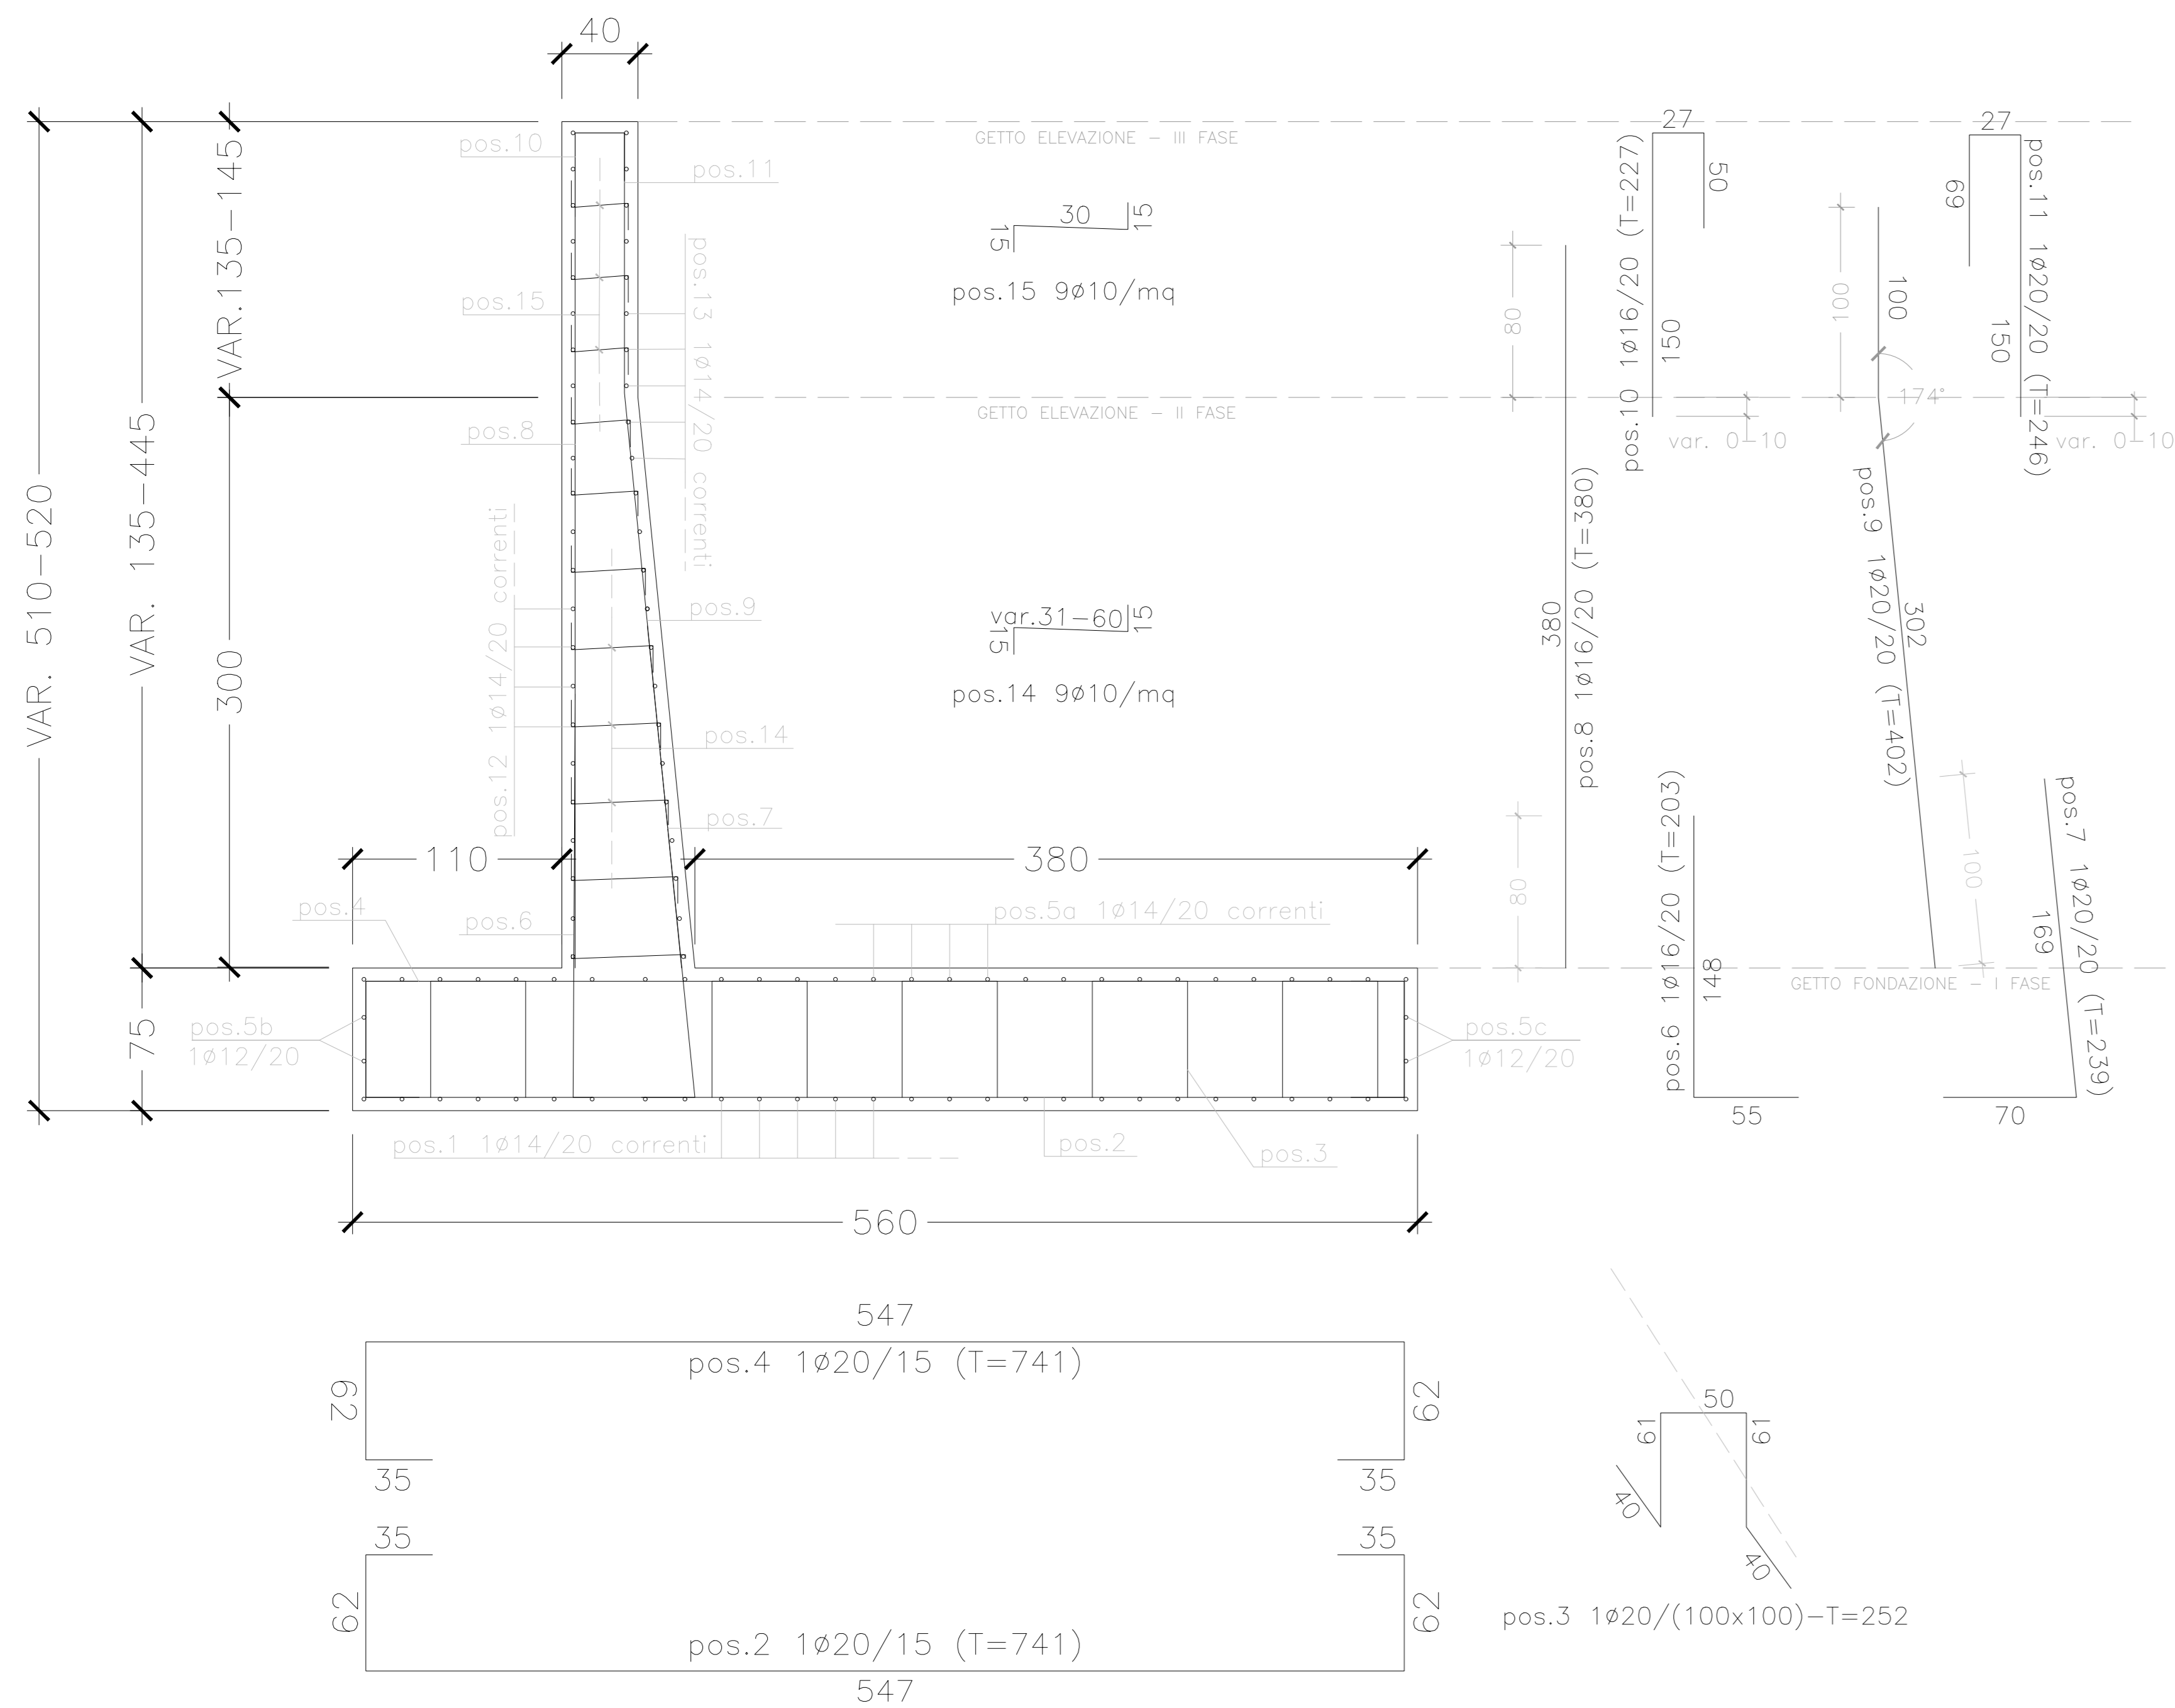 40
VAR. 510-520
VAR. 135-445
75
VAR.135-145
300
pos.10
pos.11
pos.15
pos.13 1ø14/20 correnti
pos.8
pos.12 1ø14/20 correnti
pos.9
pos.14
pos.7
110
380
pos.4
pos.6
pos.5a 1ø14/20 correnti
pos.5b
1ø12/20
pos.5c
1ø12/20
pos.1 1ø14/20 correnti
pos.2
pos.3
560
GETTO ELEVAZIONE - III FASE
15
30
15
pos.15 9ø10/mq
GETTO ELEVAZIONE - II FASE
15
var.31-60
15
pos.14 9ø10/mq
GETTO FONDAZIONE - I FASE
80
380
pos.8 1ø16/20 (T=380)
80
27
50
150
pos.10 1ø16/20 (T=227)
var. 0-10
100
100
174°
302
pos.9 1ø20/20 (T=402)
27
69
150
pos.11 1ø20/20 (T=246)
var. 0-10
pos.6 1ø16/20 (T=203)
148
55
100
pos.7 1ø20/20 (T=239)
169
70
547
pos.4 1ø20/15 (T=741)
62
62
35
35
35
35
62
62
pos.2 1ø20/15 (T=741)
547
50
61
61
40
40
pos.3 1ø20/(100x100)-T=252